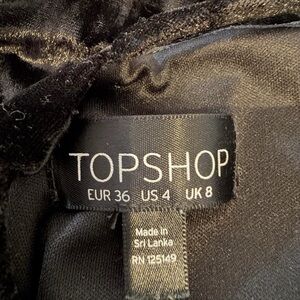 TOPSHOP
EUR 36 US 4 UK 8
Made in
Sri Lanka
RN 125149